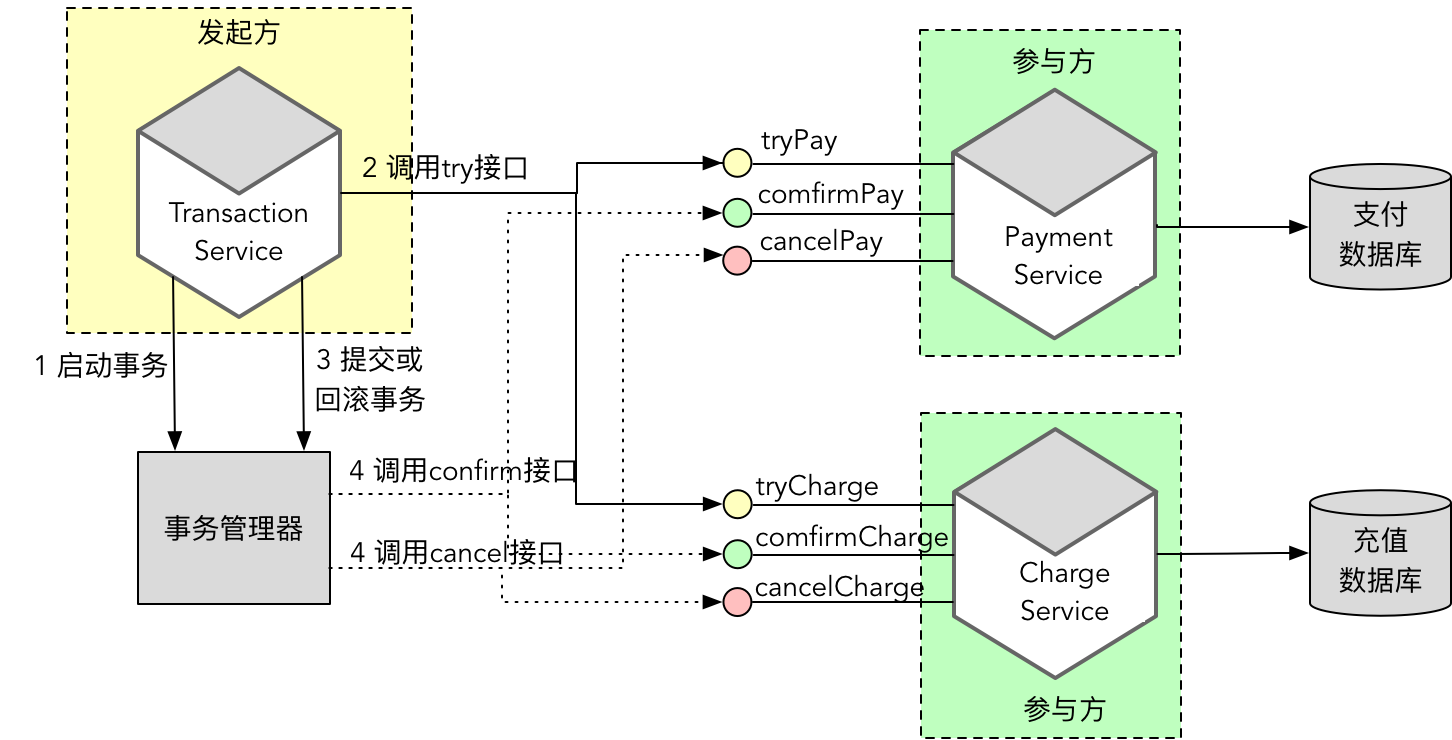 发起方
Transaction
Service
1 启动事务
3 提交或
回滚事务
事务管理器
2 调用try接口
4 调用confirm接口
4 调用cancel接口
tryPay
comfirmPay
cancelPay
参与方
Payment
Service
支付
数据库
tryCharge
comfirmCharge
cancelCharge
Charge
Service
参与方
充值
数据库